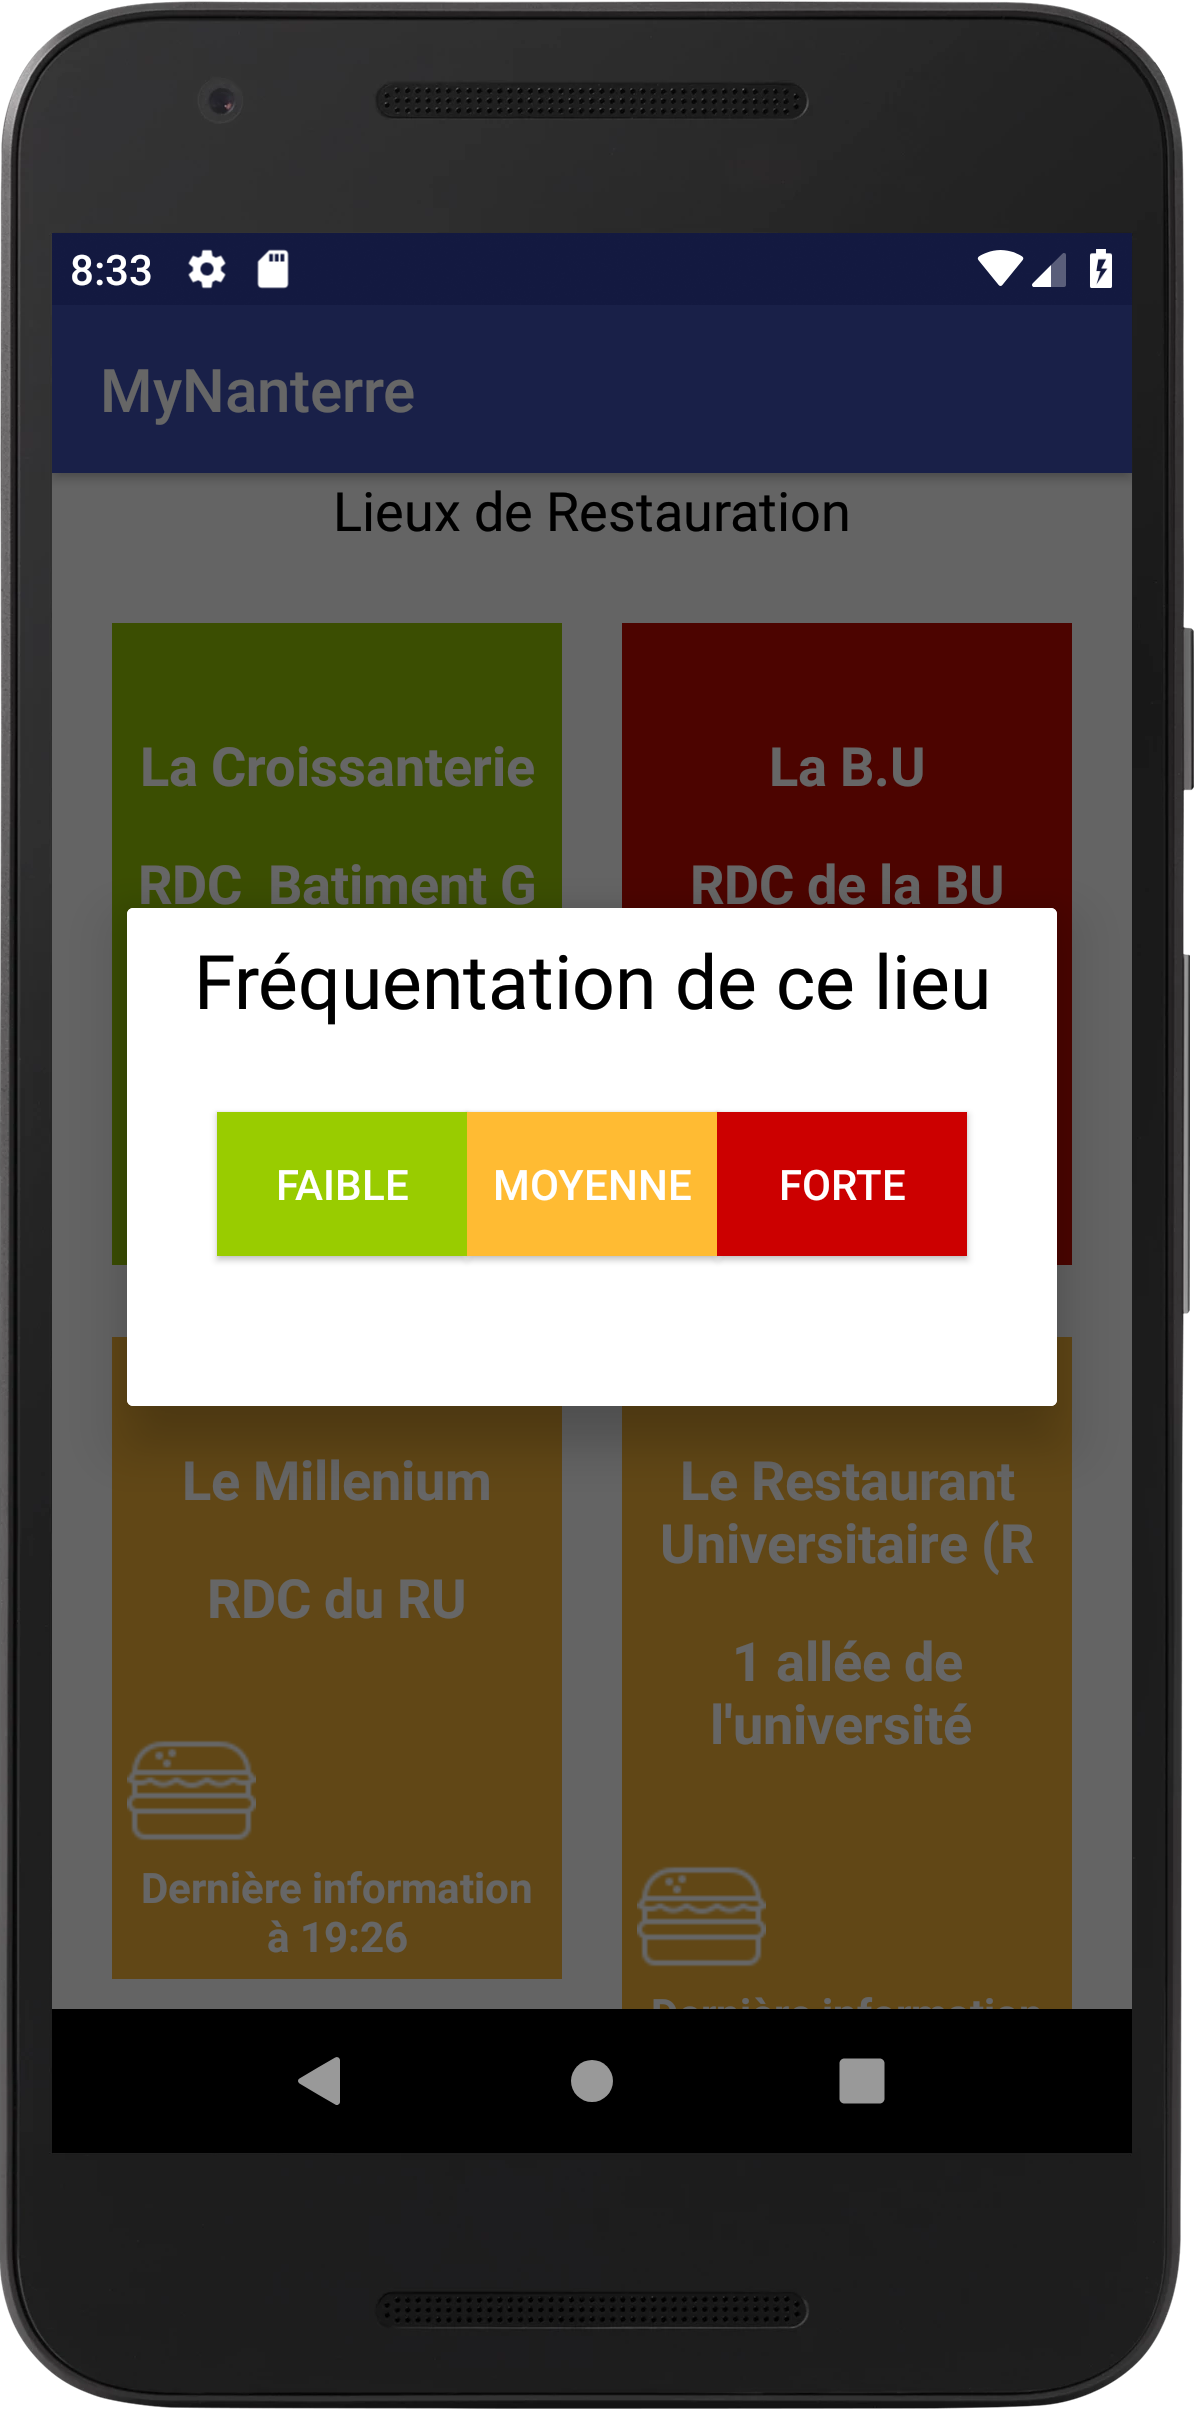 8:33
MyNanterre
Lieux de Restauration
La Croissanterie
RDC  Batiment G
La B.U
RDC de la BU
Fréquentation de ce lieu
FAIBLE
MOYENNE
FORTE
Le Millenium
RDC du RU
Dernière information
à 19:26
Le Restaurant
Universitaire (R
1 allée de
l'université
Dernière information